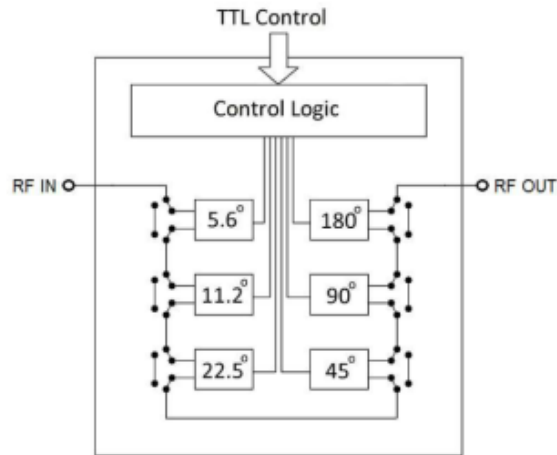 TTL Control
Control Logic
RF IN
RF OUT
5.6°
180°
11.2°
90°
22.5°
45°